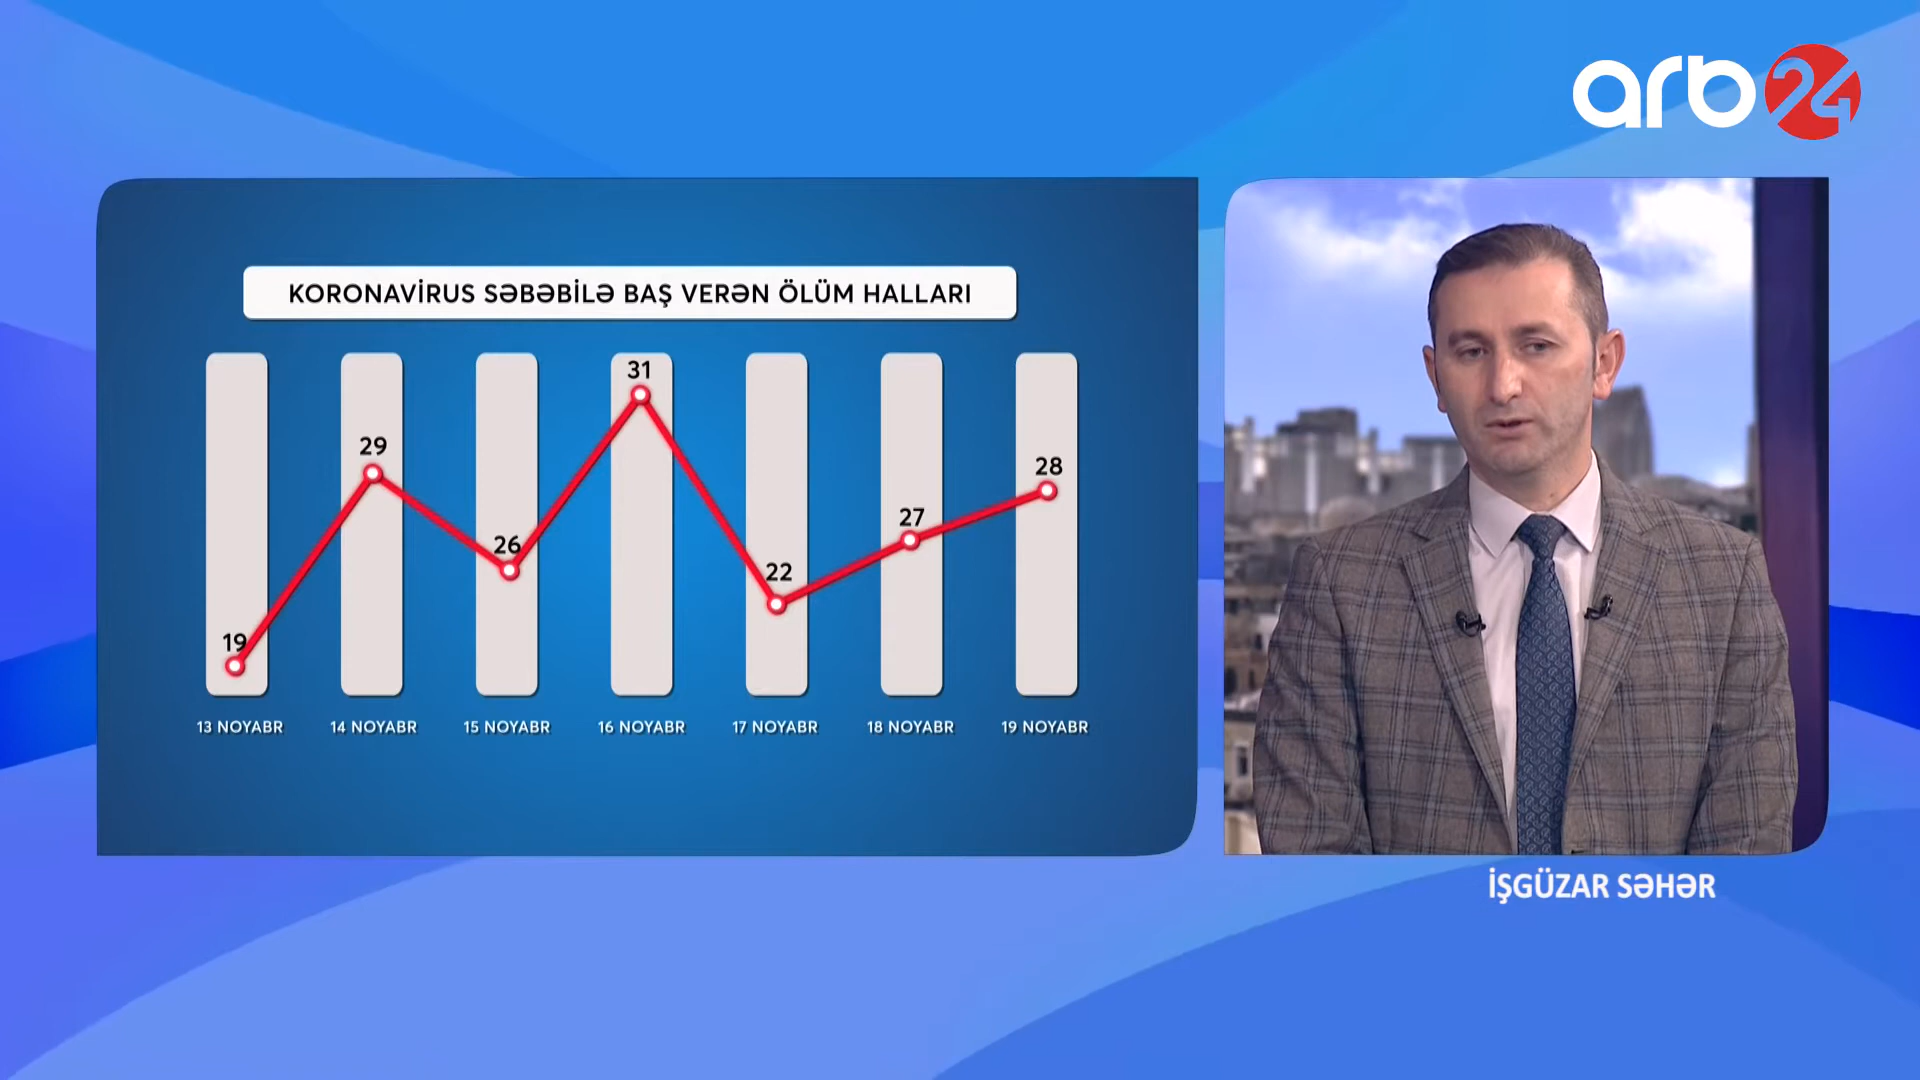 arb24
KORONAVİRUS SƏBƏBİLƏ BAŞ VERƏN ÖLÜM HALLARI
19
29
26
31
22
27
28
13 NOYABR
14 NOYABR
15 NOYABR
16 NOYABR
17 NOYABR
18 NOYABR
19 NOYABR
İŞGÜZAR SƏHƏR